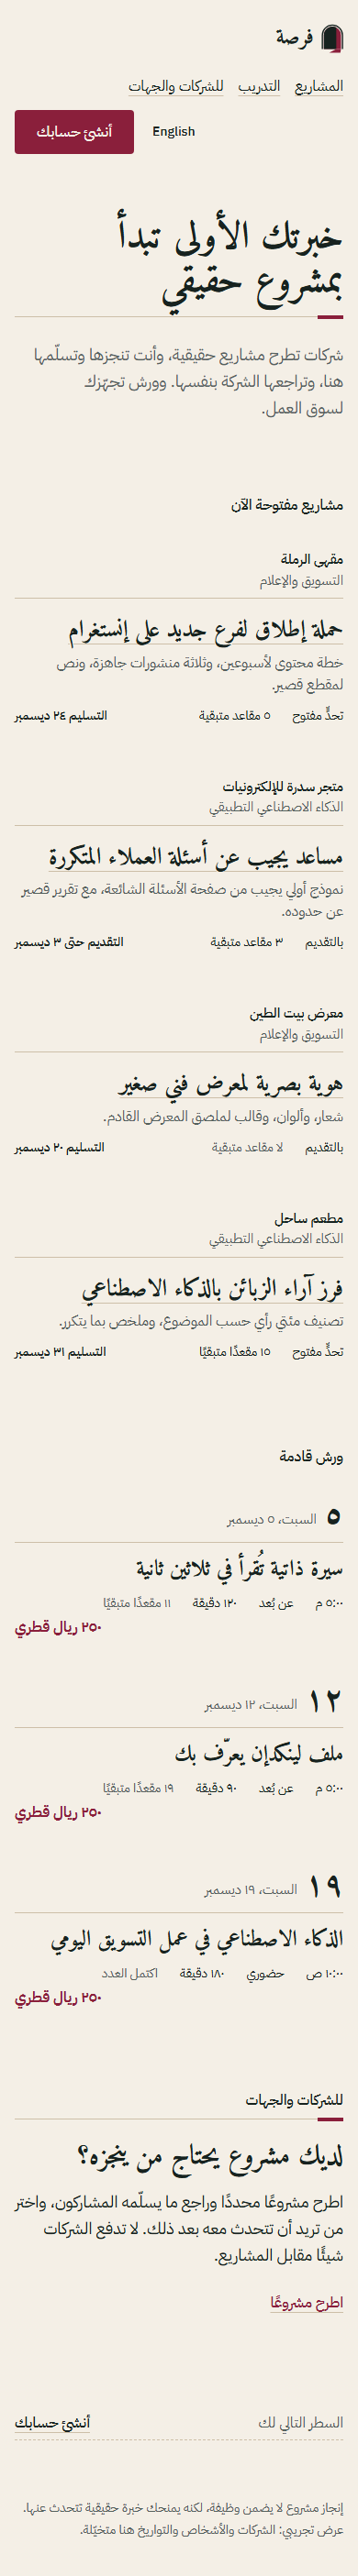 فرصة
المشاريع التدريب للشركات والجهات
English أنشئ حسابك
خبرتك الأولى تبدأ
بمشروع حقيقي
شركات تطرح مشاريع حقيقية، وأنت تنجزها وتسلّمها
هنا، وتراجعها الشركة بنفسها. وورش تجهّزك
لسوق العمل.
مشاريع مفتوحة الآن
مقهى الرملة
التسويق والإعلام
حملة إطلاق لفرع جديد على إنستغرام
خطة محتوى لأسبوعين، وثلاثة منشورات جاهزة، ونص
لمقطع قصير.
تحدٍّ مفتوح ٥ مقاعد متبقية التسليم ٢٤ ديسمبر
متجر سدرة للإلكترونيات
الذكاء الاصطناعي التطبيقي
مساعد يجيب عن أسئلة العملاء المتكررة
نموذج أولي يجيب من صفحة الأسئلة الشائعة، مع تقرير قصير
عن حدوده.
بالتقديم ٣ مقاعد متبقية التقديم حتى ٣ ديسمبر
معرض بيت الطين
التسويق والإعلام
هوية بصرية لمعرض فني صغير
شعار، وألوان، وقالب لملصق المعرض القادم.
بالتقديم لا مقاعد متبقية التسليم ٢٠ ديسمبر
مطعم ساحل
الذكاء الاصطناعي التطبيقي
فرز آراء الزبائن بالذكاء الاصطناعي
تصنيف مئتي رأي حسب الموضوع، وملخص بما يتكرر.
تحدٍّ مفتوح ١٥ مقعدًا متبقيًا التسليم ٣١ ديسمبر
ورش قادمة
٥ السبت، ٥ ديسمبر
سيرة ذاتية تُقرأ في ثلاثين ثانية
٥:٠٠ م عن بُعد ١٢٠ دقيقة ١١ مقعدًا متبقيًا
٢٥٠ ريال قطري
١٢ السبت، ١٢ ديسمبر
ملف لينكدإن يعرّف بك
٥:٠٠ م عن بُعد ٩٠ دقيقة ١٩ مقعدًا متبقيًا
٢٥٠ ريال قطري
١٩ السبت، ١٩ ديسمبر
الذكاء الاصطناعي في عمل التسويق اليومي
١٠:٠٠ ص حضوري ١٨٠ دقيقة اكتمل العدد
٢٥٠ ريال قطري
للشركات والجهات
لديك مشروع يحتاج من ينجزه؟
اطرح مشروعًا محددًا وراجع ما يسلّمه المشاركون، واختر
من تريد أن تتحدث معه بعد ذلك. لا تدفع الشركات
شيئًا مقابل المشاريع.
اطرح مشروعًا
السطر التالي لك أنشئ حسابك
إنجاز مشروع لا يضمن وظيفة، لكنه يمنحك خبرة حقيقية تتحدث عنها.
عرض تجريبي: الشركات والأشخاص والتواريخ هنا متخيّلة.